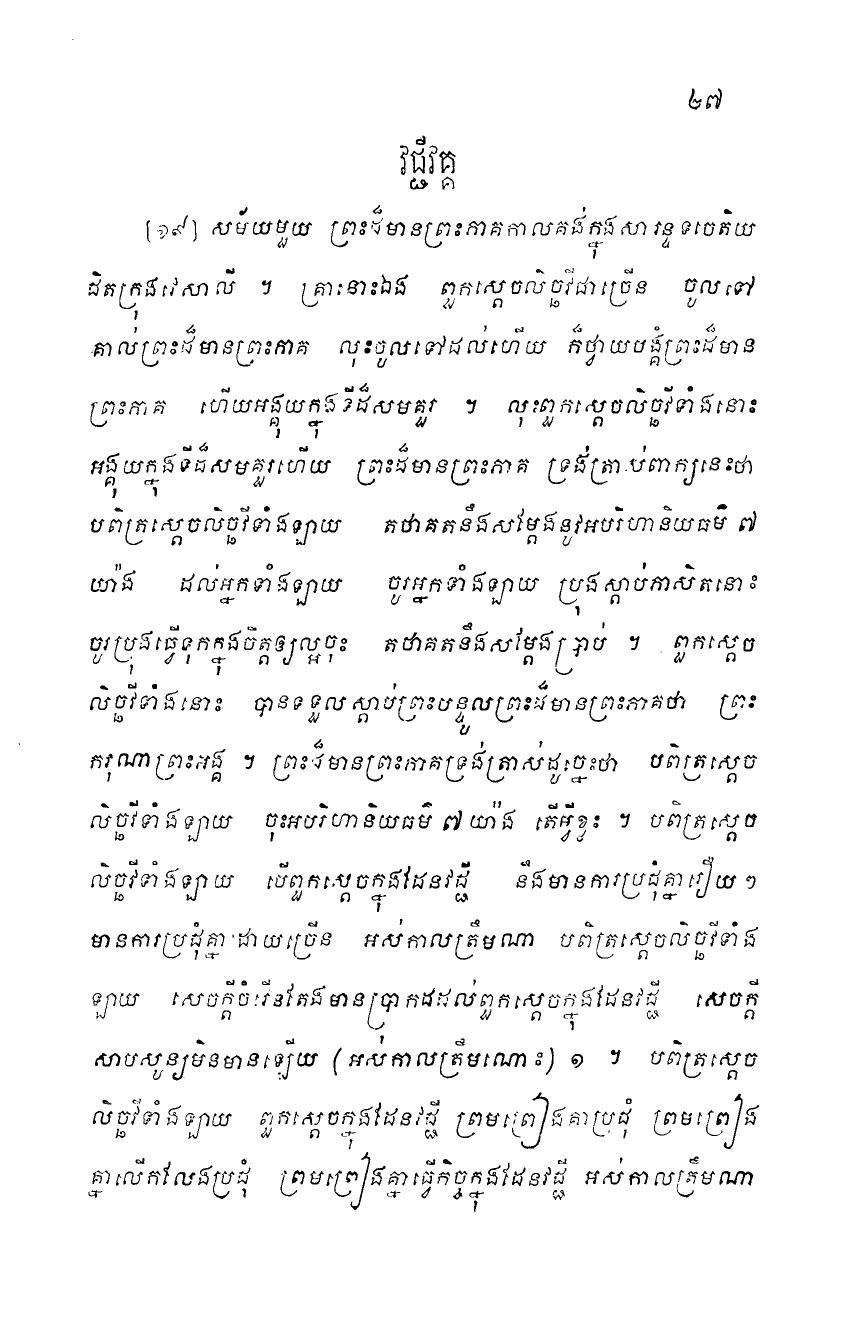 ២៧
វជ្ជីវគ្គ
[១៩] សម័យមួយ ព្រះដ៏មានព្រះភាគកាលគង់ក្នុងសារន្ទទចេតិយ
ជិតក្រុងវេសាលី ។ គ្រានោះឯង ពួកស្តេចលិច្ឆវីជាច្រើន ចូលទៅ
គាល់ព្រះដ៏មានព្រះភាគ លុះចូលទៅដល់ហើយ ក៏ថ្វាយបង្គំព្រះដ៏មាន
ព្រះភាគ ហើយអង្គុយក្នុងទីដ៏សមគួរ ។ លុះពួកស្តេចលិច្ឆវីទាំងនោះ
អង្គុយក្នុងទីដ៏សមគួរហើយ ព្រះដ៏មានព្រះភាគ ទ្រង់ត្រាប់ពាក្យនេះថា
បពិត្រស្តេចលិច្ឆវីទាំងឡាយ តថាគតនឹងសម្តែងនូវអបរិហានិយធម៌ ៧
យ៉ាង ដល់អ្នកទាំងឡាយ ចូរអ្នកទាំងឡាយ ប្រុងស្តាប់ភាសិតនោះ
ចូរប្រុងធ្វើទុកក្នុងចិត្តឲ្យល្អចុះ តថាគតនឹងសម្តែងប្រាប់ ។ ពួកស្តេច
លិច្ឆវីទាំងនោះ បានទទួលស្តាប់ព្រះបន្ទូលព្រះដ៏មានព្រះភាគថា ព្រះ
ករុណាព្រះអង្គ ។ ព្រះដ៏មានព្រះភាគទ្រង់ត្រាស់ដូច្នេះថា បពិត្រស្តេច
លិច្ឆវីទាំងឡាយ ចុះអបរិហានិយធម៌ ៧ យ៉ាង តើអ្វីខ្លះ ។ បពិត្រស្តេច
លិច្ឆវីទាំងឡាយ បើពួកស្តេចក្នុងដែនវជ្ជី នឹងមានការប្រជុំគ្នារឿយ ៗ
មានការប្រជុំគ្នាដោយច្រើន អស់កាលត្រឹមណា បពិត្រស្តេចលិច្ឆវីទាំង
ឡាយ សេចក្តីចំរើនតែងមានប្រាកដដល់ពួកស្តេចក្នុងដែនវជ្ជី សេចក្តី
សាបសូន្យមិនមានឡើយ (អស់កាលត្រឹមណោះ) ១ ។ បពិត្រស្តេច
លិច្ឆវីទាំងឡាយ ពួកស្តេចក្នុងដែនវជ្ជី ព្រមព្រៀងគ្នាប្រជុំ ព្រមព្រៀង
គ្នាលើកលែងប្រជុំ ព្រមព្រៀងគ្នាធ្វើកិច្ចក្នុងដែនវជ្ជី អស់កាលត្រឹមណា